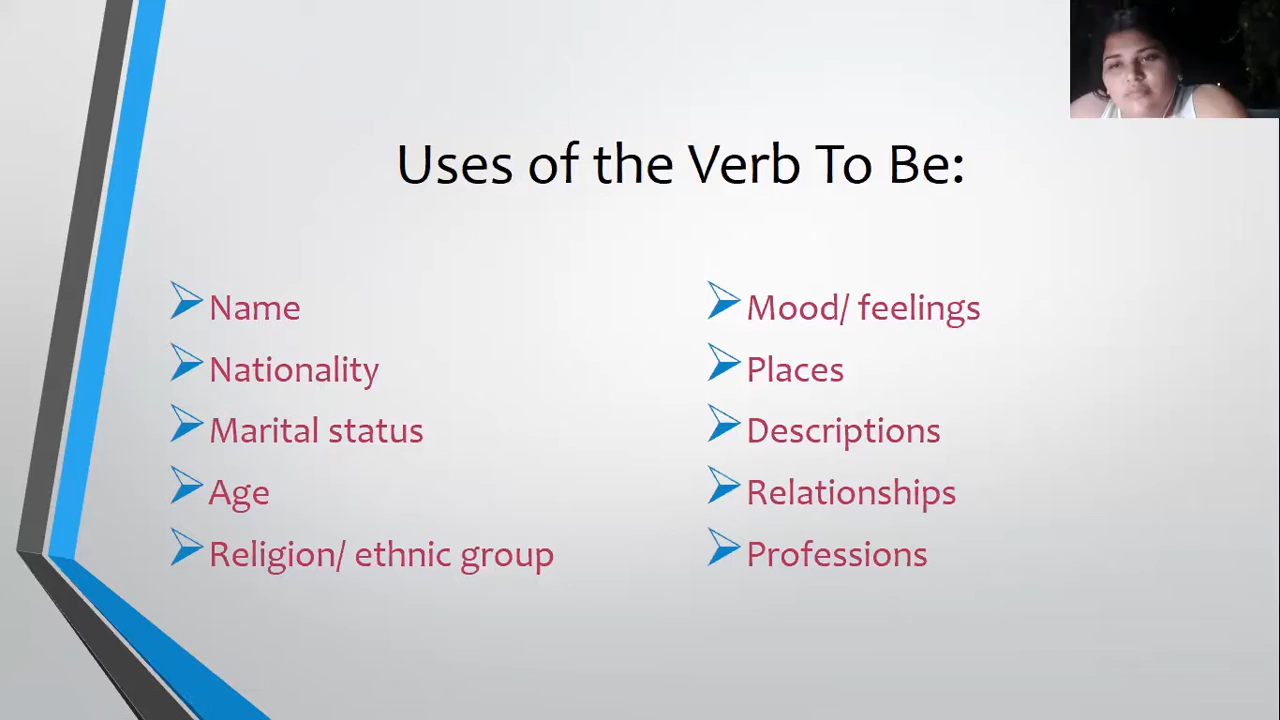 Uses of the Verb To Be:
Name
Nationality
Marital status
Age
Religion/ ethnic group
Mood/ feelings
Places
Descriptions
Relationships
Professions